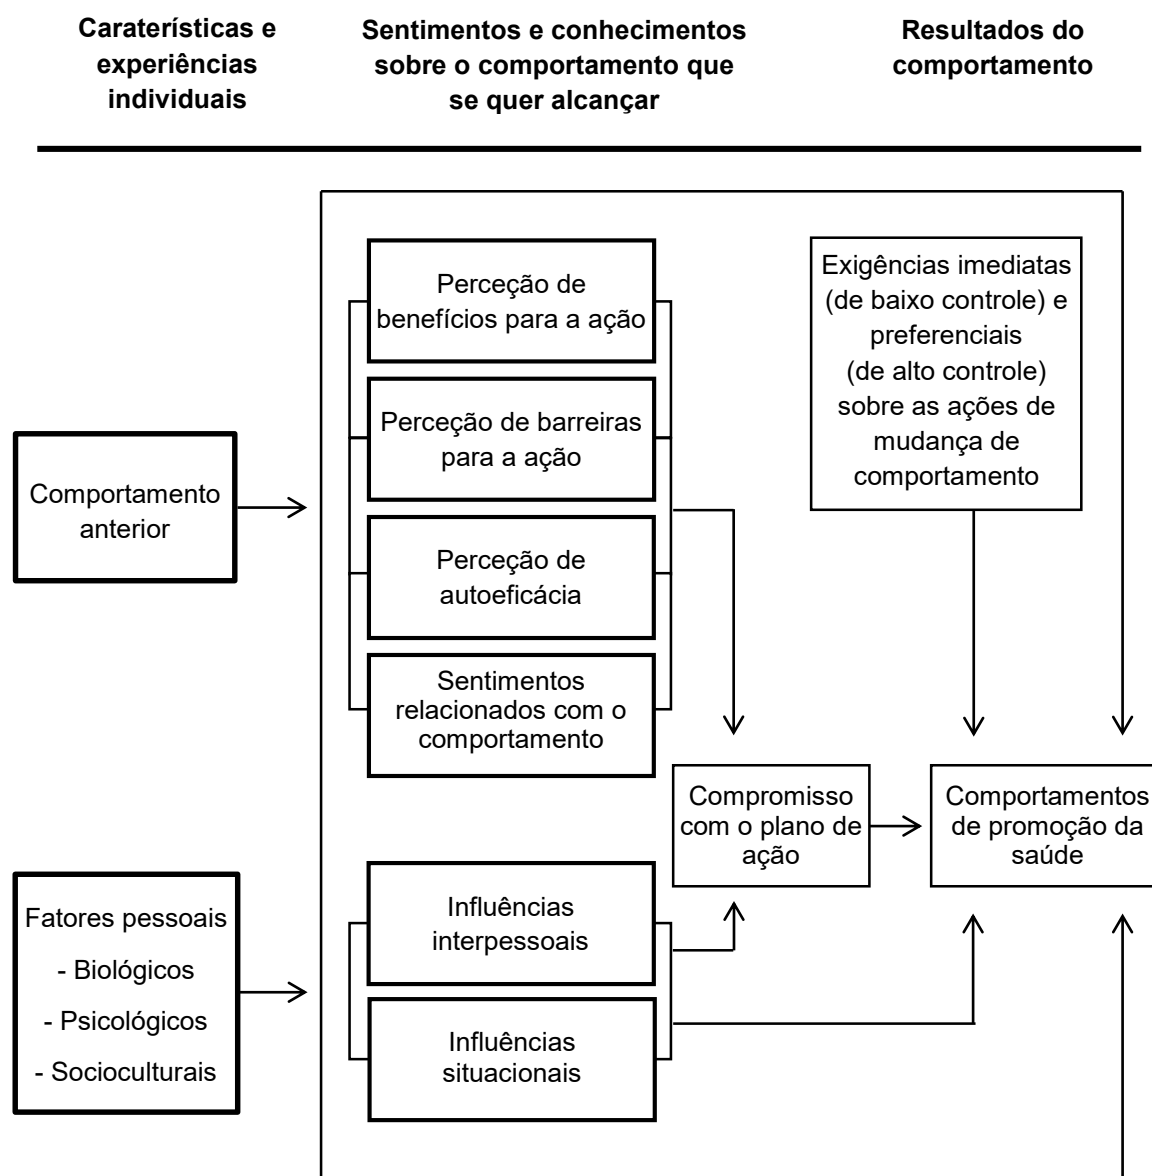 Caraterísticas e
experiências
individuais
Sentimentos e conhecimentos
sobre o comportamento que
se quer alcançar
Resultados do
comportamento
Perceção de
benefícios para a ação
Perceção de barreiras
para a ação
Perceção de
autoeficácia
Sentimentos
relacionados com o
comportamento
Exigências imediatas
(de baixo controle) e
preferenciais
(de alto controle)
sobre as ações de
mudança de
comportamento
Comportamento
anterior
Compromisso
com o plano de
ação
Comportamentos
de promoção da
saúde
Fatores pessoais
- Biológicos
- Psicológicos
- Socioculturais
Influências
interpessoais
Influências
situacionais